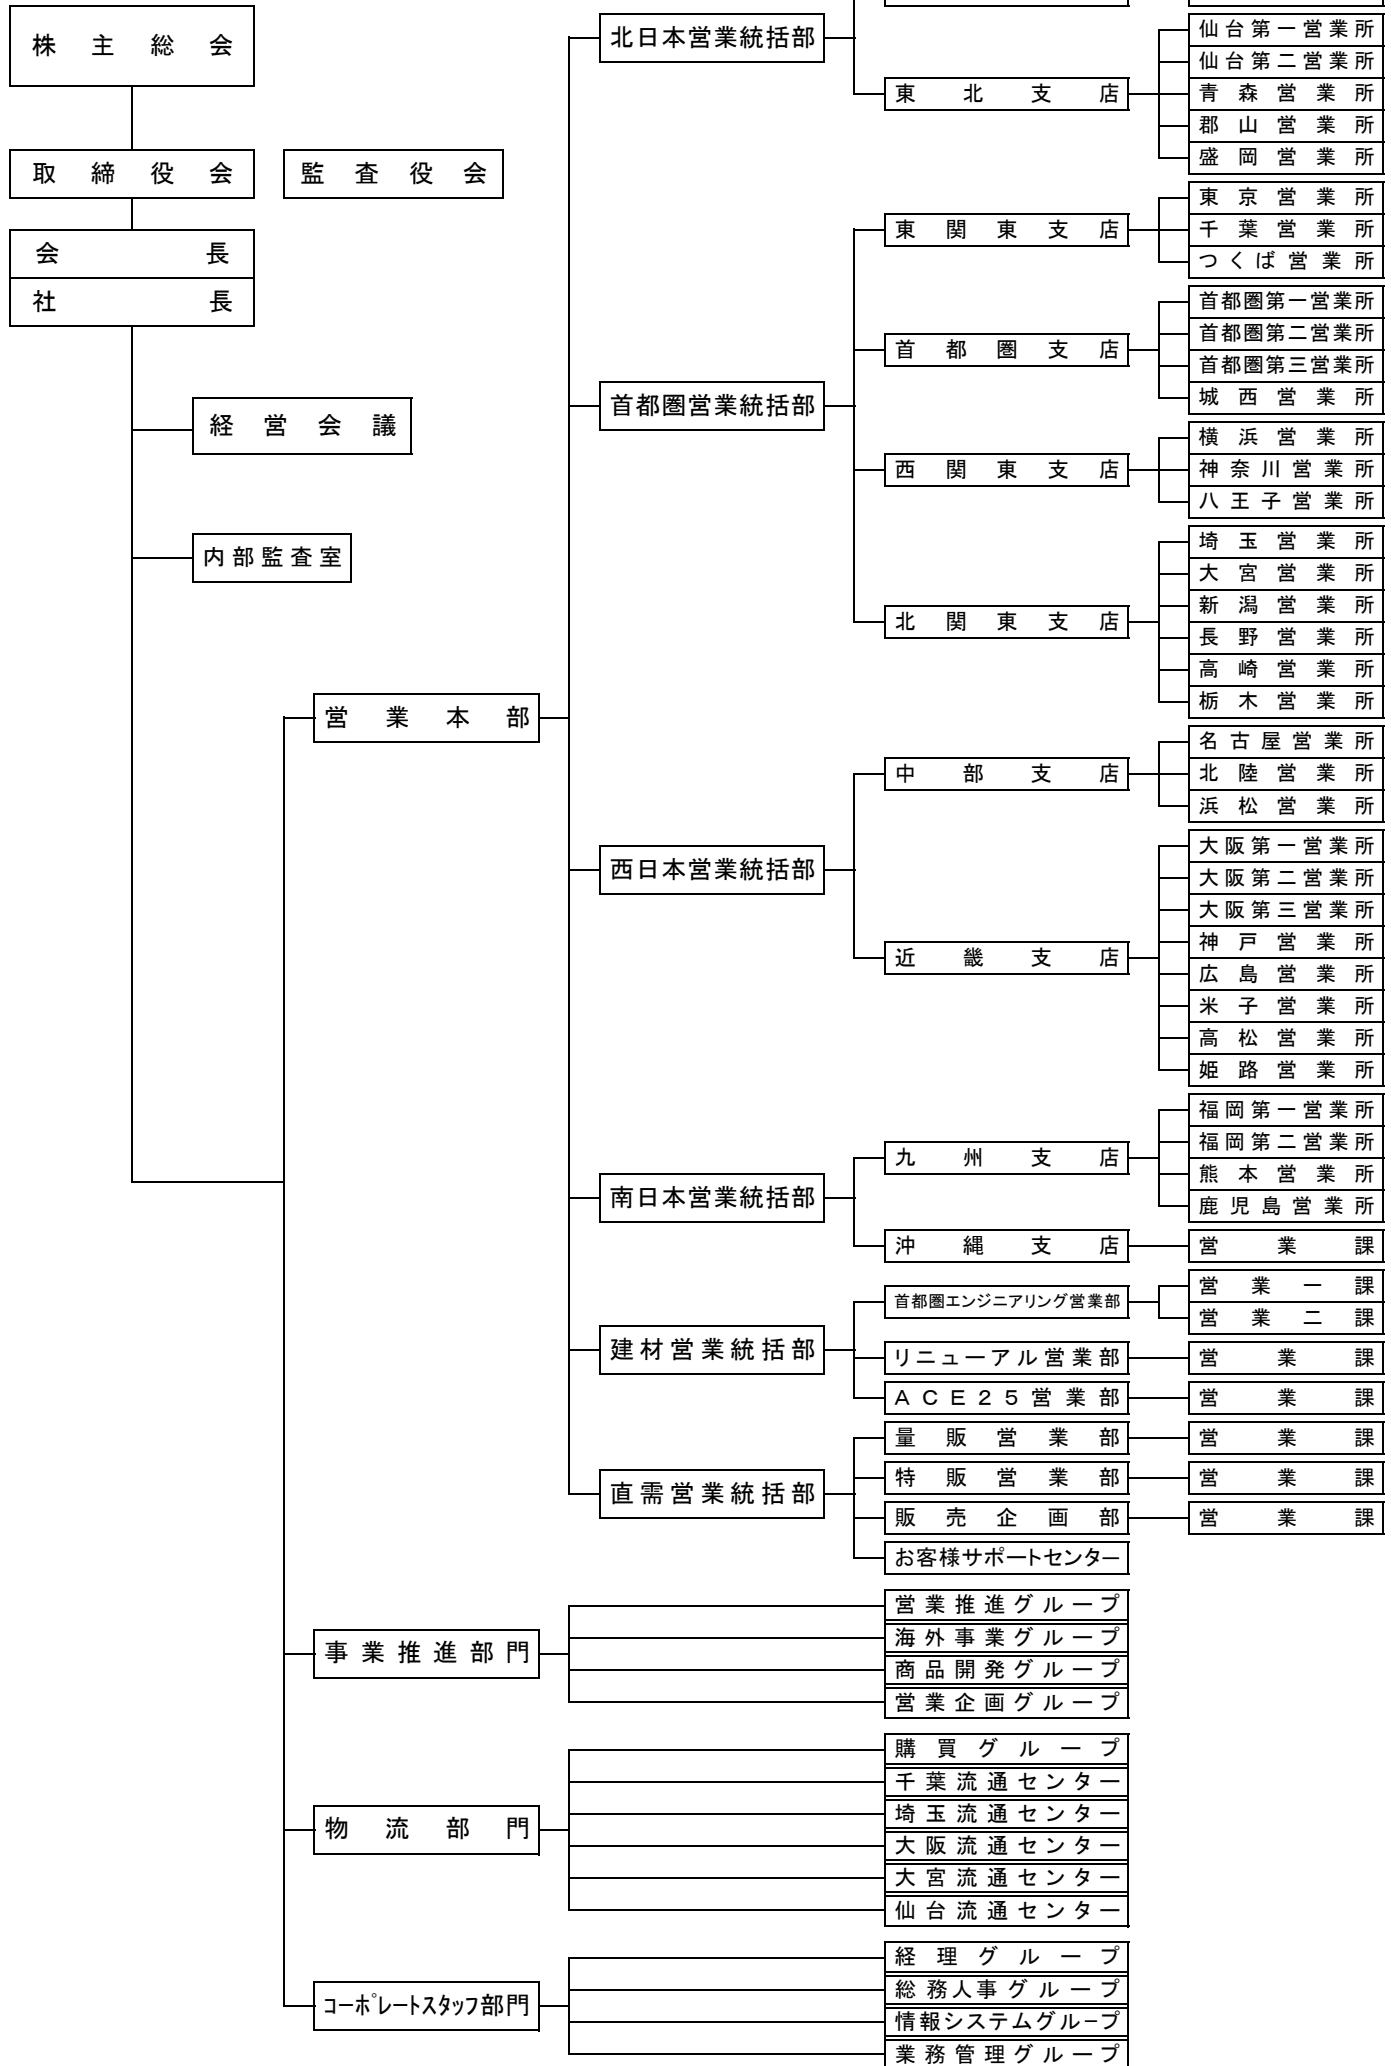 株主総会
取締役会
監査役会
会長
社長
経営会議
内部監査室
営業本部
北日本営業統括部
東北支店
仙台第一営業所
仙台第二営業所
青森営業所
郡山営業所
盛岡営業所
首都圏営業統括部
東関東支店
東京営業所
千葉営業所
つくば営業所
首都圏支店
首都圏第一営業所
首都圏第二営業所
首都圏第三営業所
城西営業所
西関東支店
横浜営業所
神奈川営業所
八王子営業所
北関東支店
埼玉営業所
大宮営業所
新潟営業所
長野営業所
高崎営業所
栃木営業所
西日本営業統括部
中部支店
名古屋営業所
北陸営業所
浜松営業所
近畿支店
大阪第一営業所
大阪第二営業所
大阪第三営業所
神戸営業所
広島営業所
米子営業所
高松営業所
姫路営業所
南日本営業統括部
九州支店
福岡第一営業所
福岡第二営業所
熊本営業所
鹿児島営業所
沖縄支店
営業課
建材営業統括部
首都圏エンジニアリング営業部
営業一課
営業二課
リニューアル営業部
営業課
ACE25営業部
営業課
直需営業統括部
量販営業部
営業課
特販営業部
営業課
販売企画部
営業課
お客様サポートセンター
事業推進部門
営業推進グループ
海外事業グループ
商品開発グループ
営業企画グループ
物流部門
購買グループ
千葉流通センター
埼玉流通センター
大阪流通センター
大宮流通センター
仙台流通センター
コーポレートスタッフ部門
経理グループ
総務人事グループ
情報システムグループ
業務管理グループ